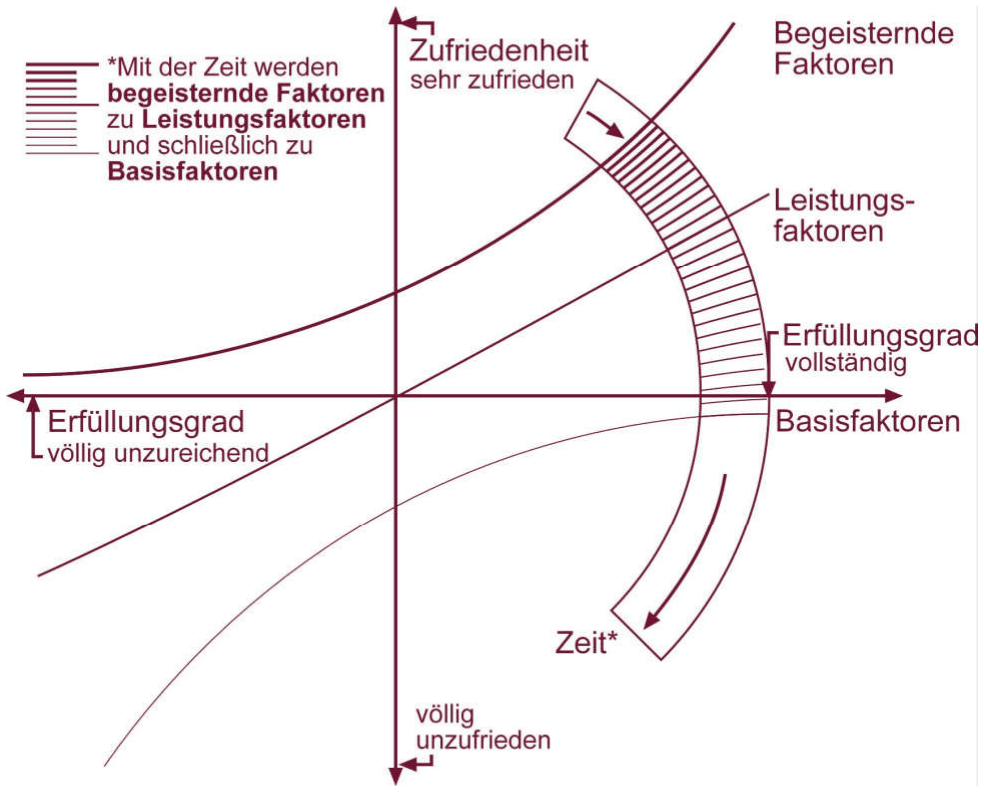 *Mit der Zeit werden
begeisternde Faktoren
zu Leistungsfaktoren
und schließlich zu
Basisfaktoren
Zufriedenheit
sehr zufrieden
Begeisternde
Faktoren
Leistungs-
faktoren
Erfüllungsgrad
vollständig
Erfüllungsgrad
völlig unzureichend
Basisfaktoren
Zeit*
völlig
unzufrieden